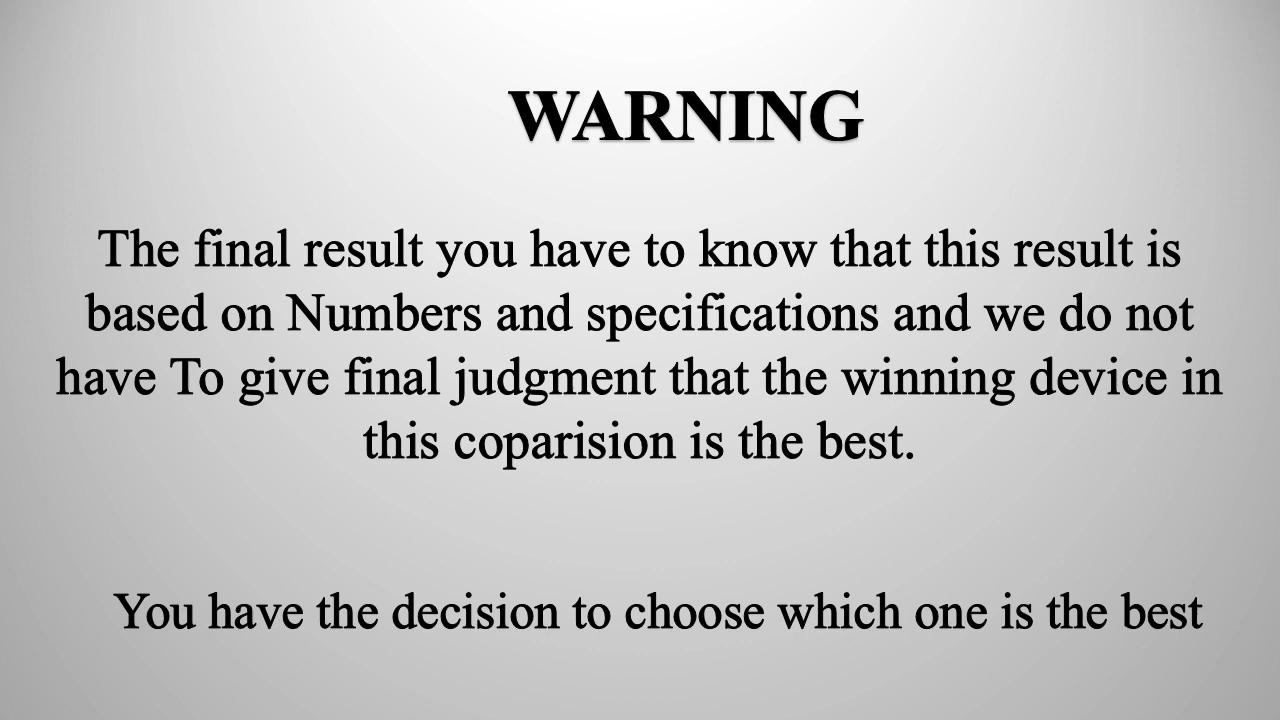 WARNING
The final result you have to know that this result is
based on Numbers and specifications and we do not
have To give final judgment that the winning device in
this coparision is the best.
You have the decision to choose which one is the best